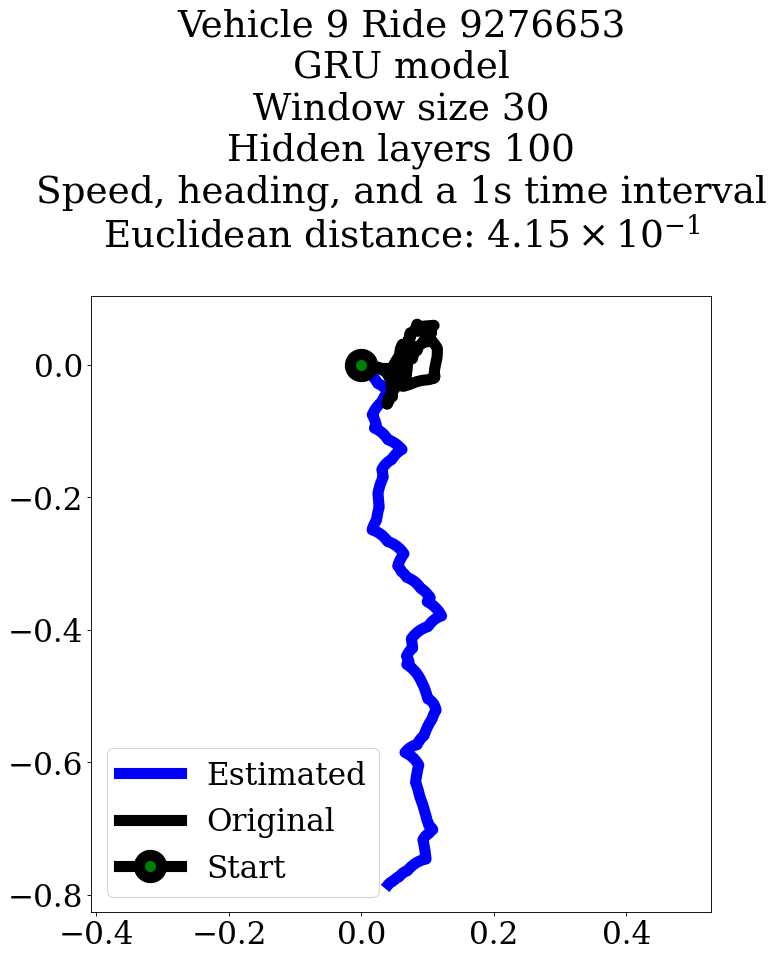 Vehicle 9 Ride 9276653
GRU model
Window size 30
Hidden layers 100
Speed, heading, and a 1s time interval
Euclidean distance: 4.15 × 10⁻¹
0.0
−0.2
−0.4
−0.6
−0.8
Estimated
Original
Start
−0.4
−0.2
0.0
0.2
0.4